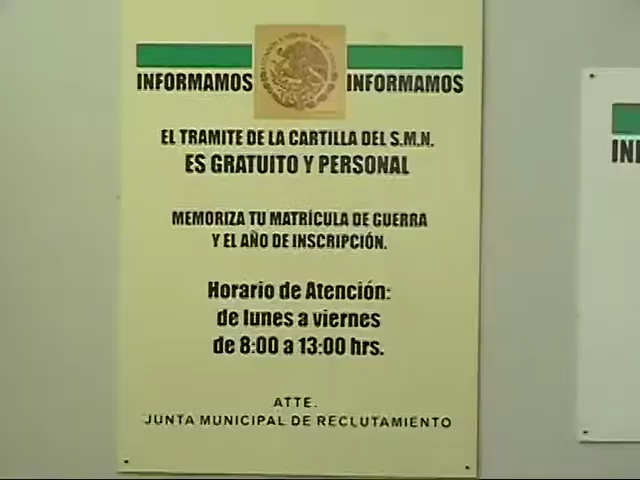 INFORMAMOS INFORMAMOS
EL TRAMITE DE LA CARTILLA DEL S.M.N.
ES GRATUITO Y PERSONAL
MEMORIZA TU MATRÍCULA DE GUERRA
Y EL AÑO DE INSCRIPCIÓN.
Horario de Atención:
de lunes a viernes
de 8:00 a 13:00 hrs.
ATTE.
JUNTA MUNICIPAL DE RECLUTAMIENTO